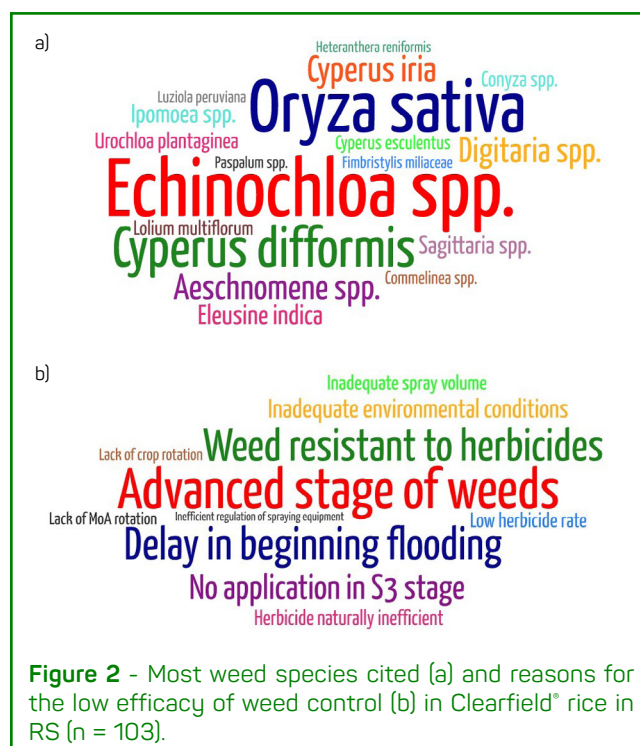 a)
Heteranthera reniformis
Cyperus iria
Conyza spp.
Luziola peruviana
Oryza sativa
Ipomoea spp.
Urochloa plantaginea
Cyperus esculentus
Digitaria spp.
Paspalum spp.
Fimbristylis miliaceae
Echinochloa spp.
Lolium multiflorum
Cyperus difformis
Sagittaria spp.
Aeschnomene spp.
Commelinea spp.
Eleusine indica
b)
Inadequate spray volume
Inadequate environmental conditions
Lack of crop rotation
Weed resistant to herbicides
Advanced stage of weeds
Lack of MoA rotation
Inefficient regulation of spraying equipment
Low herbicide rate
Delay in beginning flooding
No application in S3 stage
Herbicide naturally inefficient
Figure 2 - Most weed species cited (a) and reasons for
the low efficacy of weed control (b) in Clearfield® rice in
RS (n = 103).